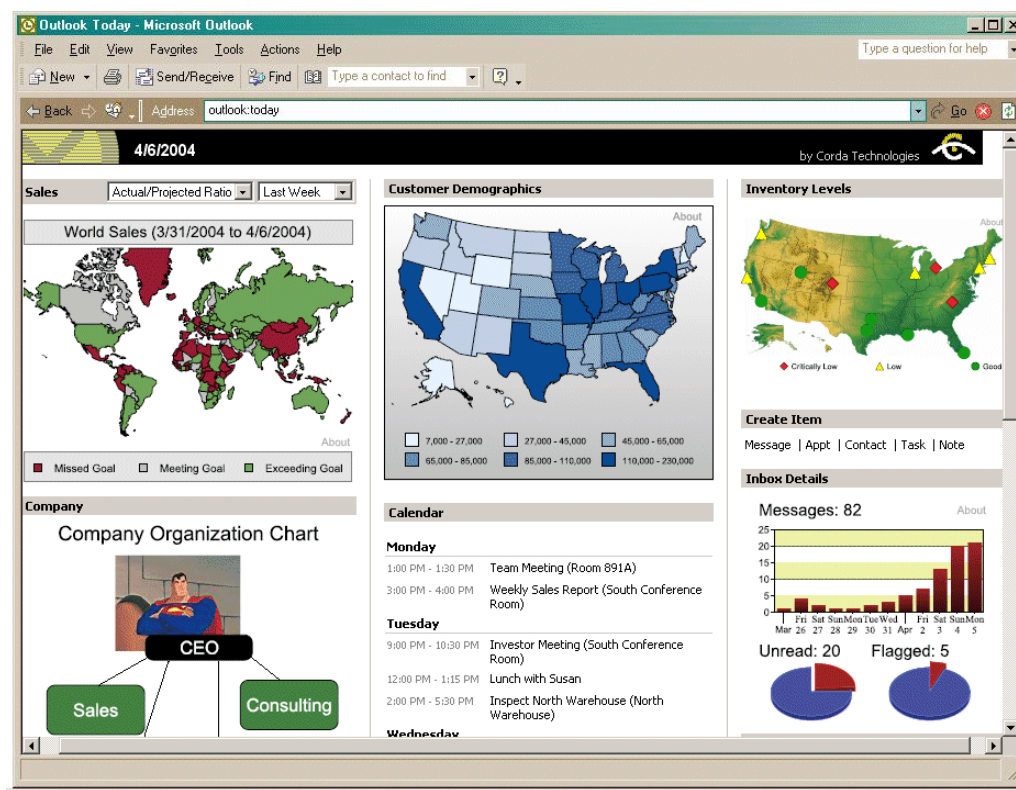 Outlook Today - Microsoft Outlook
File Edit View Favorites Tools Actions Help
Type a question for help
New Send/Receive Find Type a contact to find
Back Address outlook:today Go
4/6/2004
by Corda Technologies
Sales Actual/Projected Ratio Last Week
World Sales (3/31/2004 to 4/6/2004)
About
Missed Goal Meeting Goal Exceeding Goal
Company
Company Organization Chart
CEO
Sales
Consulting
Customer Demographics
About
7,000 - 27,000 27,000 - 45,000 45,000 - 65,000
65,000 - 85,000 85,000 - 110,000 110,000 - 230,000
Calendar
Monday
1:00 PM - 1:30 PM Team Meeting (Room 891A)
3:00 PM - 4:00 PM Weekly Sales Report (South Conference
Room)
Tuesday
9:00 PM - 10:30 PM Investor Meeting (South Conference
Room)
12:00 PM - 1:15 PM Lunch with Susan
2:00 PM - 5:30 PM Inspect North Warehouse (North
Warehouse)
Wednesday
Inventory Levels
About
Critically Low Low Good
Create Item
Message | Appt | Contact | Task | Note
Inbox Details
Messages: 82
About
25
20
15
10
5
0
Fri Sat Sun Mon Tue Wed Fri Sat Sun Mon
Mar 26 27 28 29 30 31 Apr 2 3 4 5
Unread: 20 Flagged: 5